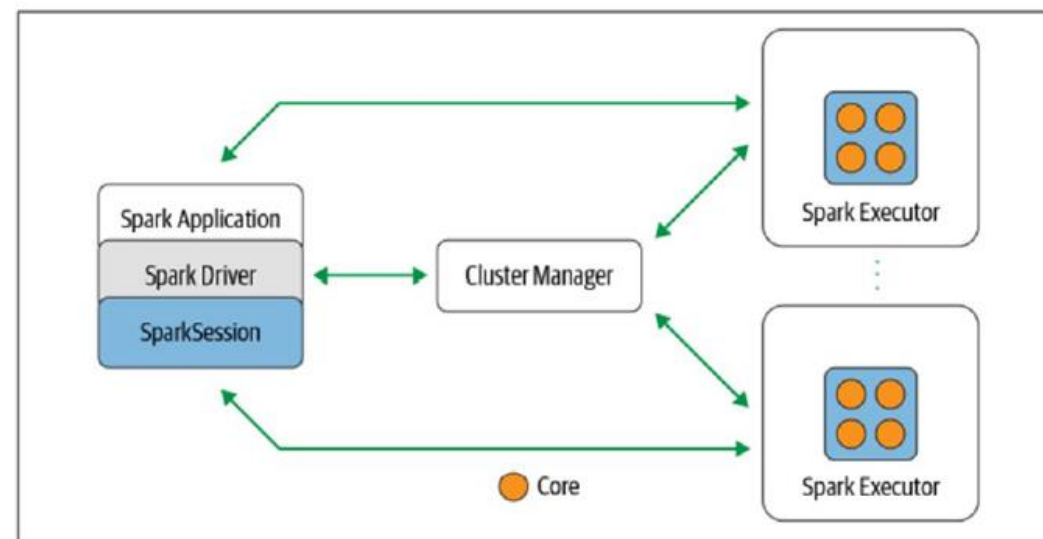 Spark Application
Spark Driver
SparkSession
Cluster Manager
Spark Executor
Spark Executor
Core